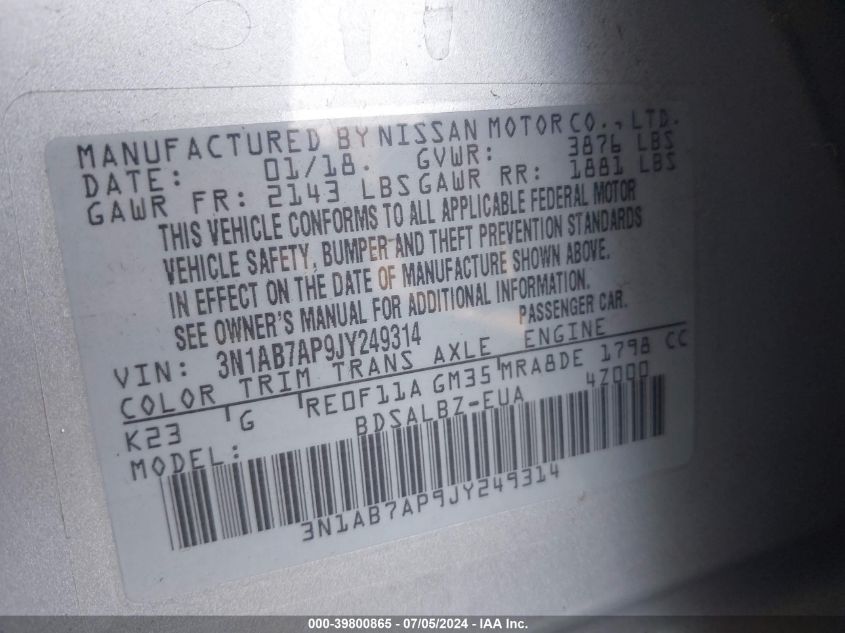 MANUFACTURED BY NISSAN MOTOR CO., LTD.
DATE: 01/18. GVWR: 3876 LBS
GAWR FR: 2143 LBS GAWR RR: 1881 LBS
THIS VEHICLE CONFORMS TO ALL APPLICABLE FEDERAL MOTOR
VEHICLE SAFETY, BUMPER AND THEFT PREVENTION STANDARDS
IN EFFECT ON THE DATE OF MANUFACTURE SHOWN ABOVE.
SEE OWNER'S MANUAL FOR ADDITIONAL INFORMATION.
VIN: 3N1AB7AP9JY249314 PASSENGER CAR.
COLOR TRIM TRANS AXLE ENGINE
K23 G RE0F11A GM35 MRA8DE 1798 CC
MODEL: BDSALBZ-EUA 4Z000
3N1AB7AP9JY249314
000-39800865 - 07/05/2024 - IAA Inc.